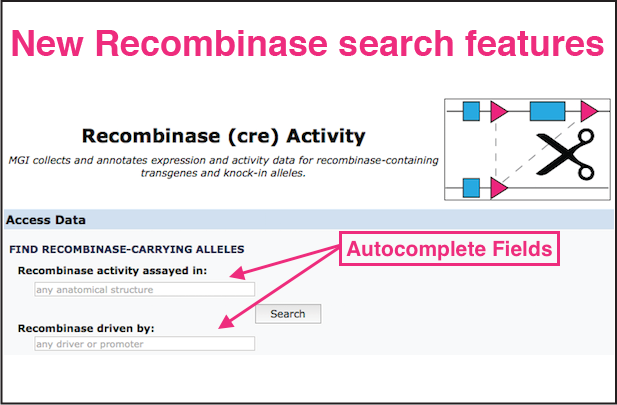 New Recombinase search features
Recombinase (cre) Activity
MGI collects and annotates expression and activity data for recombinase-containing
transgenes and knock-in alleles.
Access Data
FIND RECOMBINASE-CARRYING ALLELES
Autocomplete Fields
Recombinase activity assayed in:
any anatomical structure
Search
Recombinase driven by:
any driver or promoter